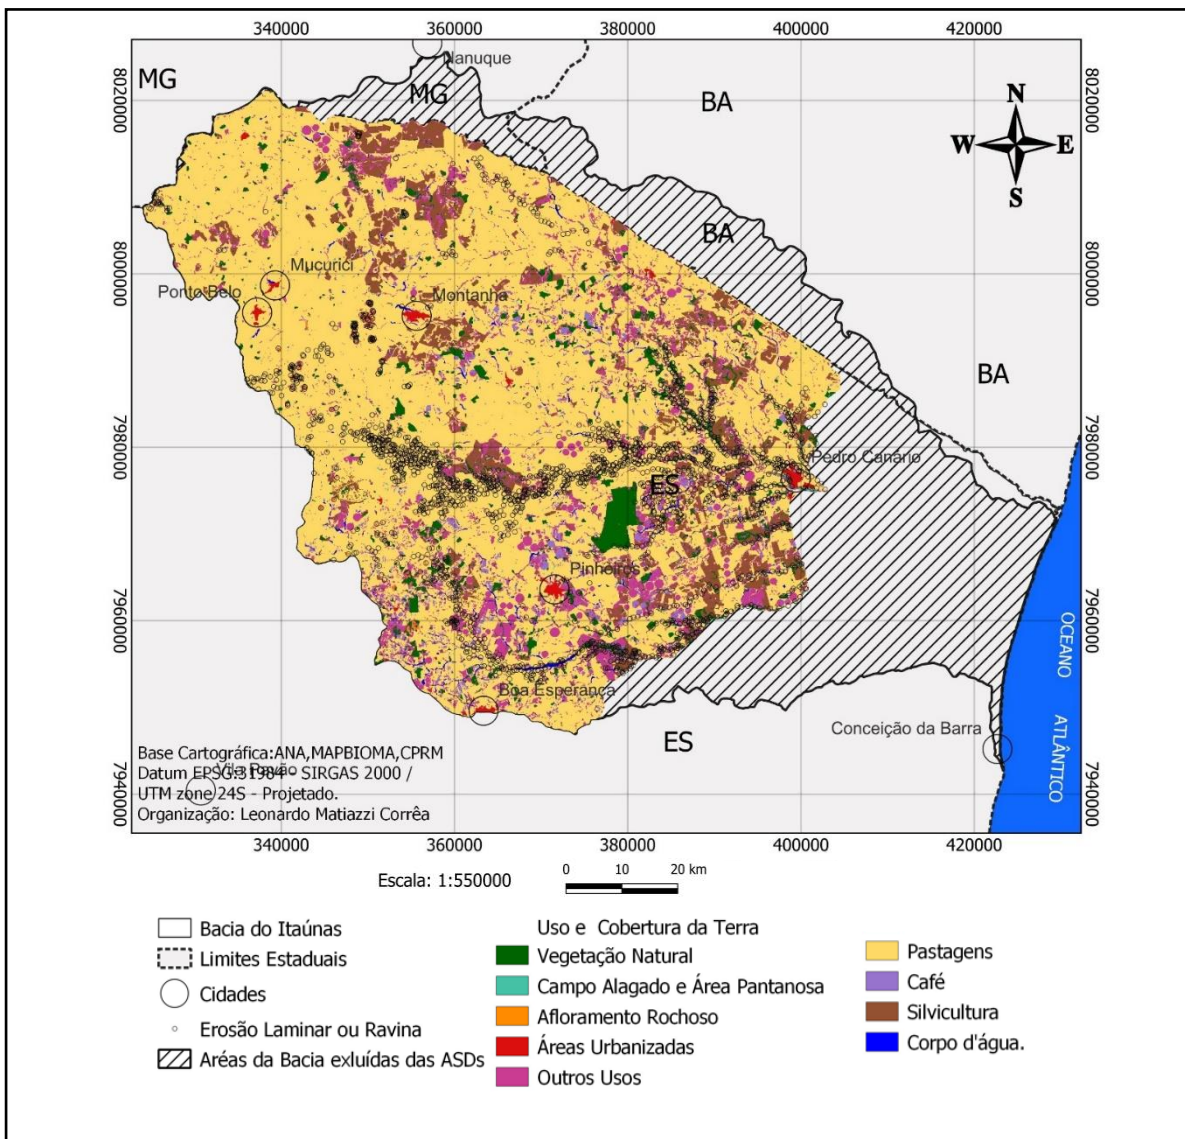 340000 360000 380000 400000 420000
Nanuque
MG
MG
BA
8020000
8020000
N
W E
S
BA
Mucurici
8000000
8000000
Ponto Belo
Montanha
BA
7980000
7980000
Pedro Canário
ES
Pinheiros
7960000
7960000
OCEANO
ATLÂNTICO
Boa Esperança
ES
Conceição da Barra
Base Cartográfica:ANA,MAPBIOMA,CPRM
Vila Pavão
Datum EPSG:31984 - SIRGAS 2000 /
UTM zone 24S - Projetado.
7940000
7940000
Organização: Leonardo Matiazzi Corrêa
340000 360000 380000 400000 420000
Escala: 1:550000
0 10 20 km
Bacia do Itaúnas
Limites Estaduais
Cidades
Erosão Laminar ou Ravina
Aréas da Bacia exluídas das ASDs
Uso e Cobertura da Terra
Vegetação Natural
Campo Alagado e Área Pantanosa
Afloramento Rochoso
Áreas Urbanizadas
Outros Usos
Pastagens
Café
Silvicultura
Corpo d'água.